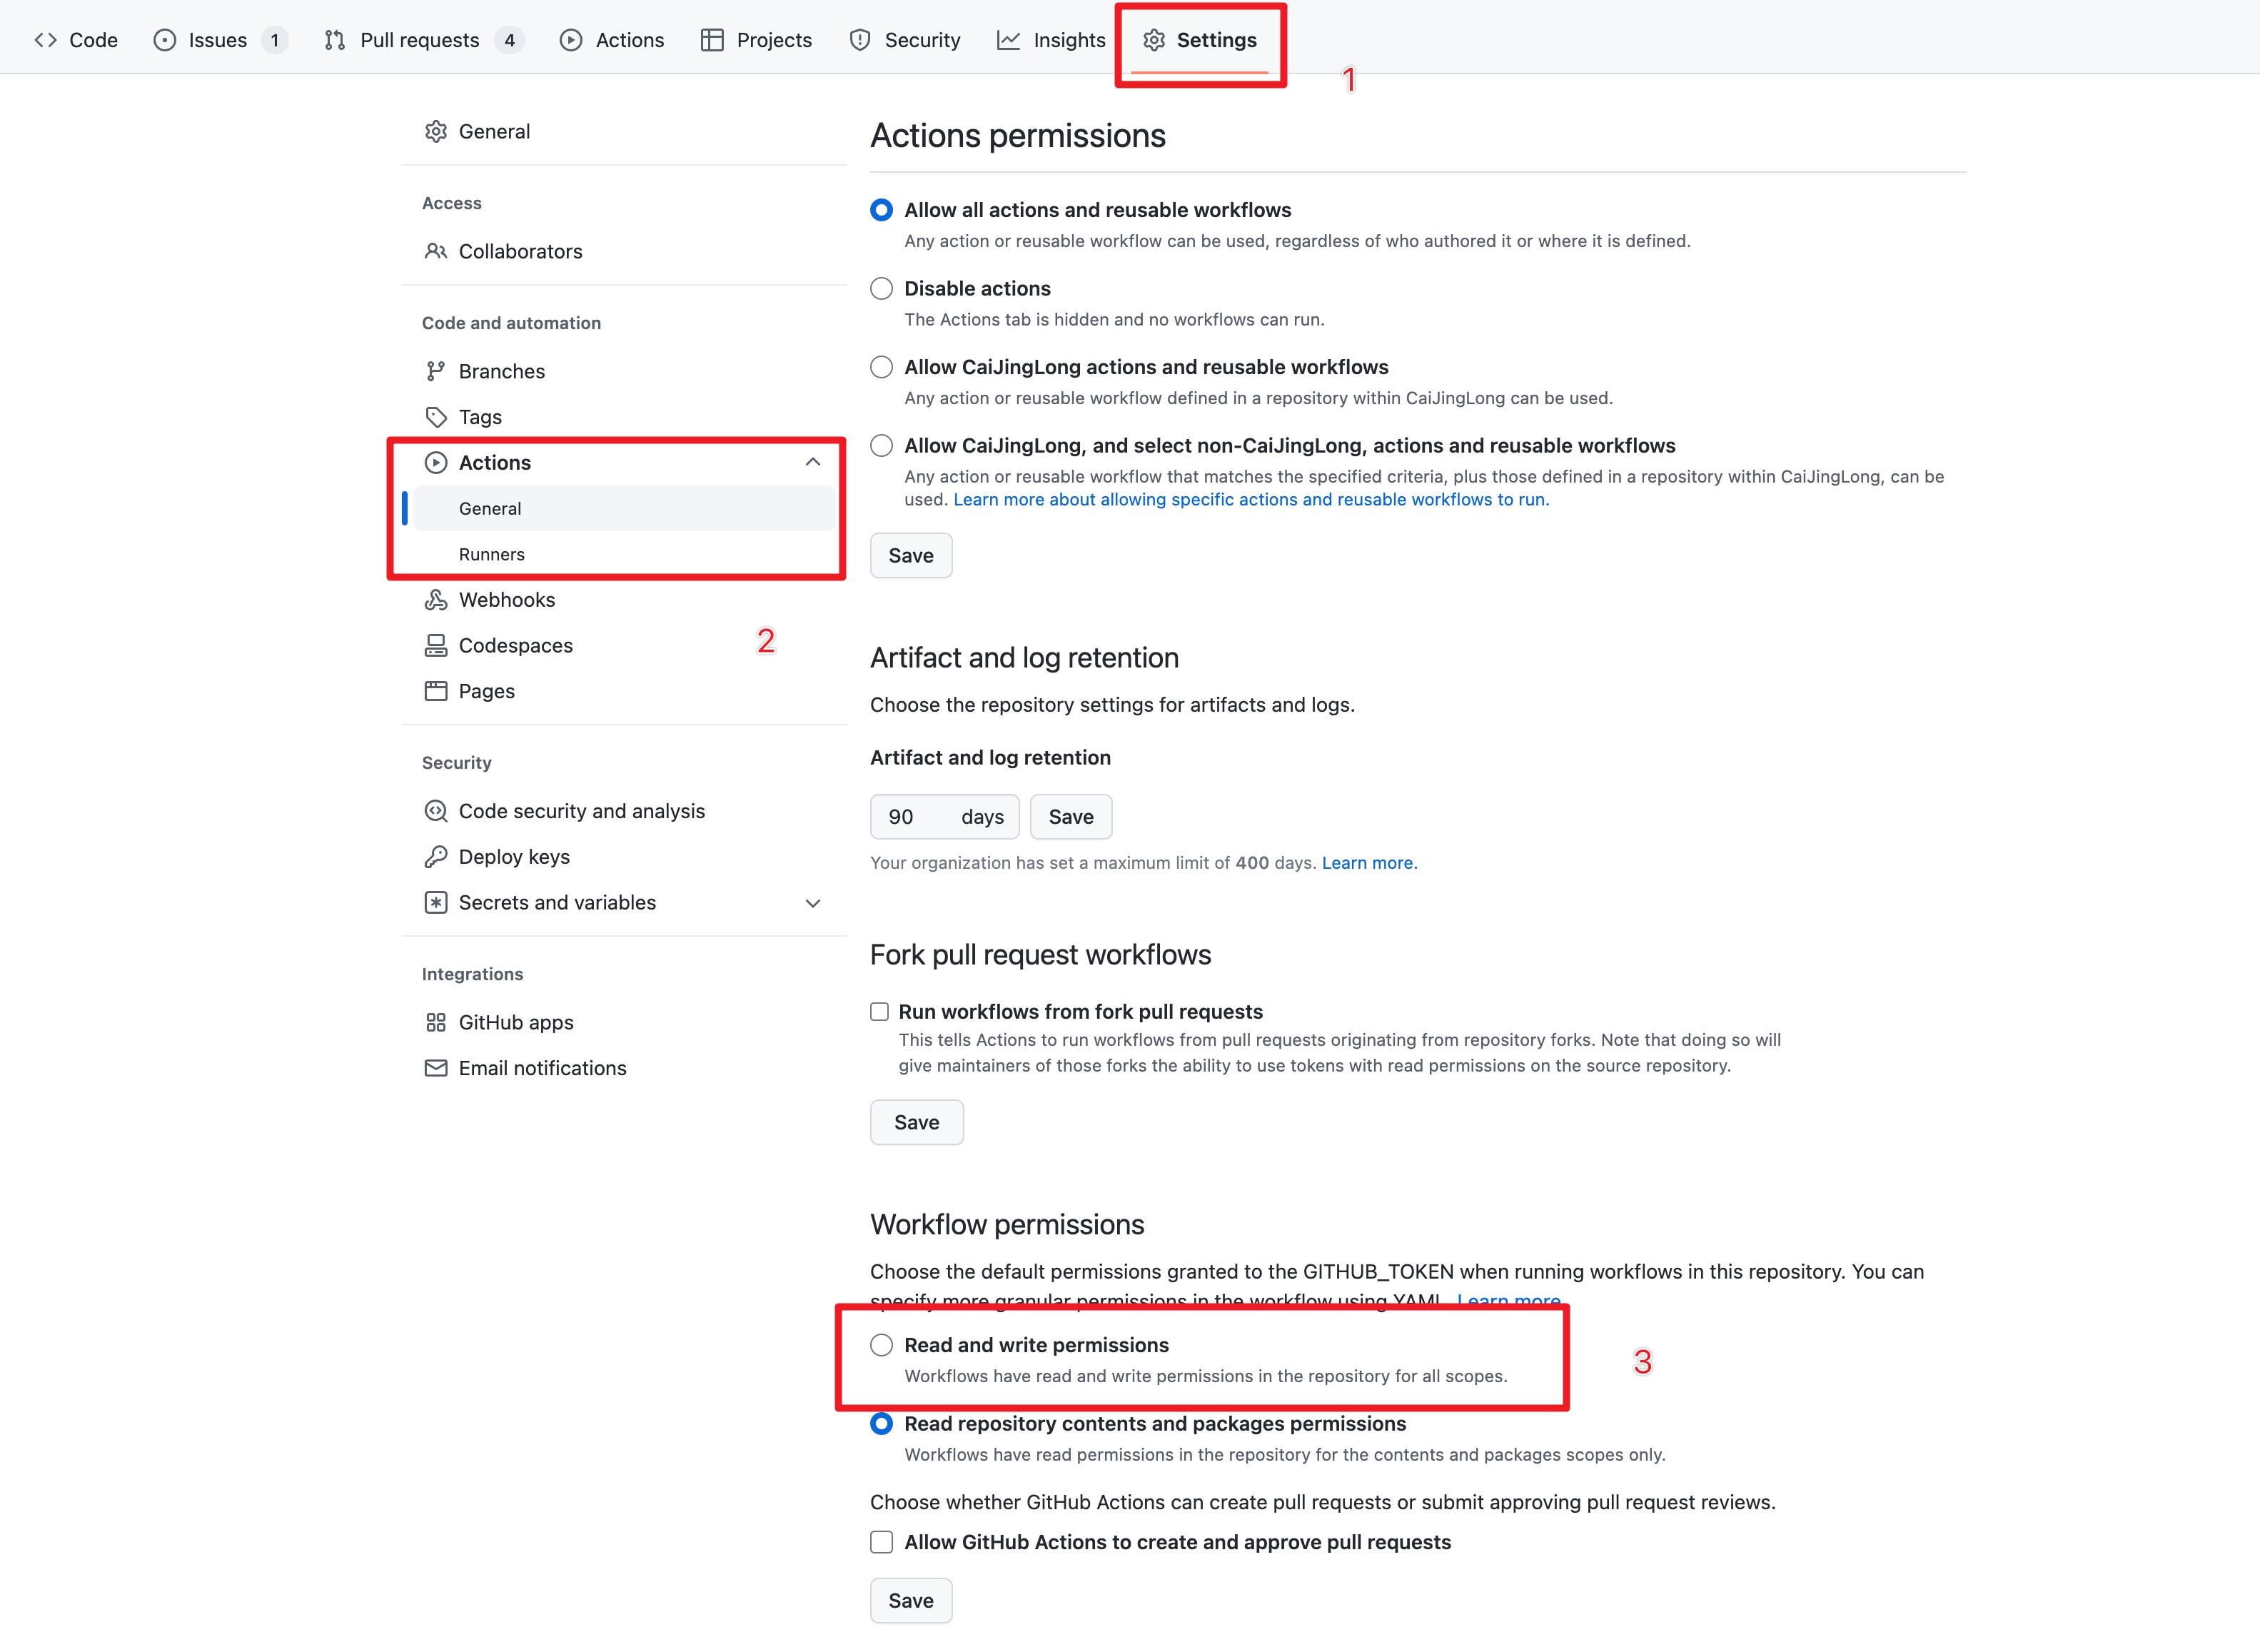 Code Issues 1 Pull requests 4 Actions Projects Security Insights Settings
1
General
Access
Collaborators
Code and automation
Branches
Tags
Actions
General
Runners
Webhooks
Codespaces
2
Pages
Security
Code security and analysis
Deploy keys
Secrets and variables
Integrations
GitHub apps
Email notifications
Actions permissions
Allow all actions and reusable workflows
Any action or reusable workflow can be used, regardless of who authored it or where it is defined.
Disable actions
The Actions tab is hidden and no workflows can run.
Allow CaiJingLong actions and reusable workflows
Any action or reusable workflow defined in a repository within CaiJingLong can be used.
Allow CaiJingLong, and select non-CaiJingLong, actions and reusable workflows
Any action or reusable workflow that matches the specified criteria, plus those defined in a repository within CaiJingLong, can be
used. Learn more about allowing specific actions and reusable workflows to run.
Save
Artifact and log retention
Choose the repository settings for artifacts and logs.
Artifact and log retention
90 days Save
Your organization has set a maximum limit of 400 days. Learn more.
Fork pull request workflows
Run workflows from fork pull requests
This tells Actions to run workflows from pull requests originating from repository forks. Note that doing so will
give maintainers of those forks the ability to use tokens with read permissions on the source repository.
Save
Workflow permissions
Choose the default permissions granted to the GITHUB_TOKEN when running workflows in this repository. You can
specify more granular permissions in the workflow using YAML. Learn more.
Read and write permissions
Workflows have read and write permissions in the repository for all scopes.
3
Read repository contents and packages permissions
Workflows have read permissions in the repository for the contents and packages scopes only.
Choose whether GitHub Actions can create pull requests or submit approving pull request reviews.
Allow GitHub Actions to create and approve pull requests
Save